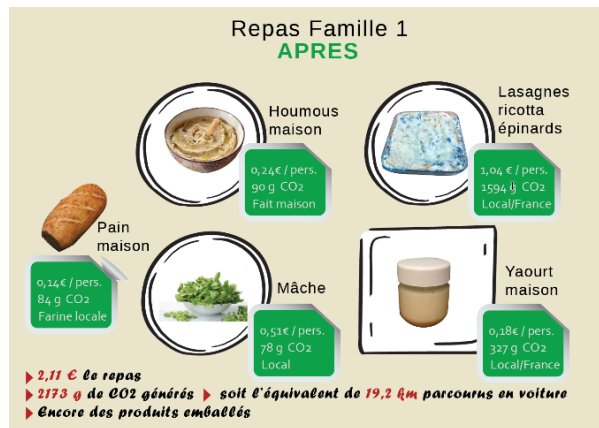 Repas Famille 1
APRES
Houmous
maison
0,24€ / pers.
90 g CO2
Fait maison
Lasagnes
ricotta
épinards
1,04 € / pers.
1594 g CO2
Local/France
Pain
maison
0,14€ / pers.
84 g CO2
Farine locale
Mâche
0,51€ / pers.
78 g CO2
Local
Yaourt
maison
0,18€ / pers.
327 g CO2
Local/France
2,11 € le repas
2173 g de CO2 générés soit l'équivalent de 19,2 km parcourus en voiture
Encore des produits emballés